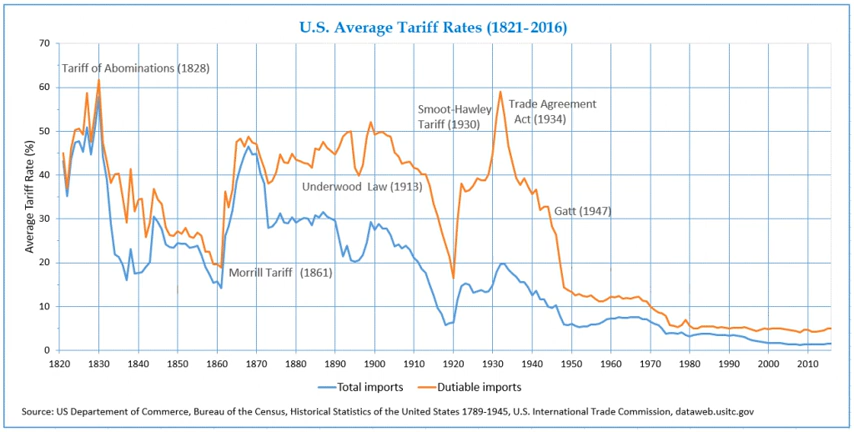 U.S. Average Tariff Rates (1821-2016)
Average Tariff Rate (%)
70
60
50
40
30
20
10
0
Tariff of Abominations (1828)
Smoot-Hawley
Tariff (1930)
Trade Agreement
Act (1934)
Underwood Law (1913)
Gatt (1947)
Morrill Tariff (1861)
1820 1830 1840 1850 1860 1870 1880 1890 1900 1910 1920 1930 1940 1950 1960 1970 1980 1990 2000 2010
Total imports Dutiable imports
Source: US Departement of Commerce, Bureau of the Census, Historical Statistics of the United States 1789-1945, U.S. International Trade Commission, dataweb.usitc.gov